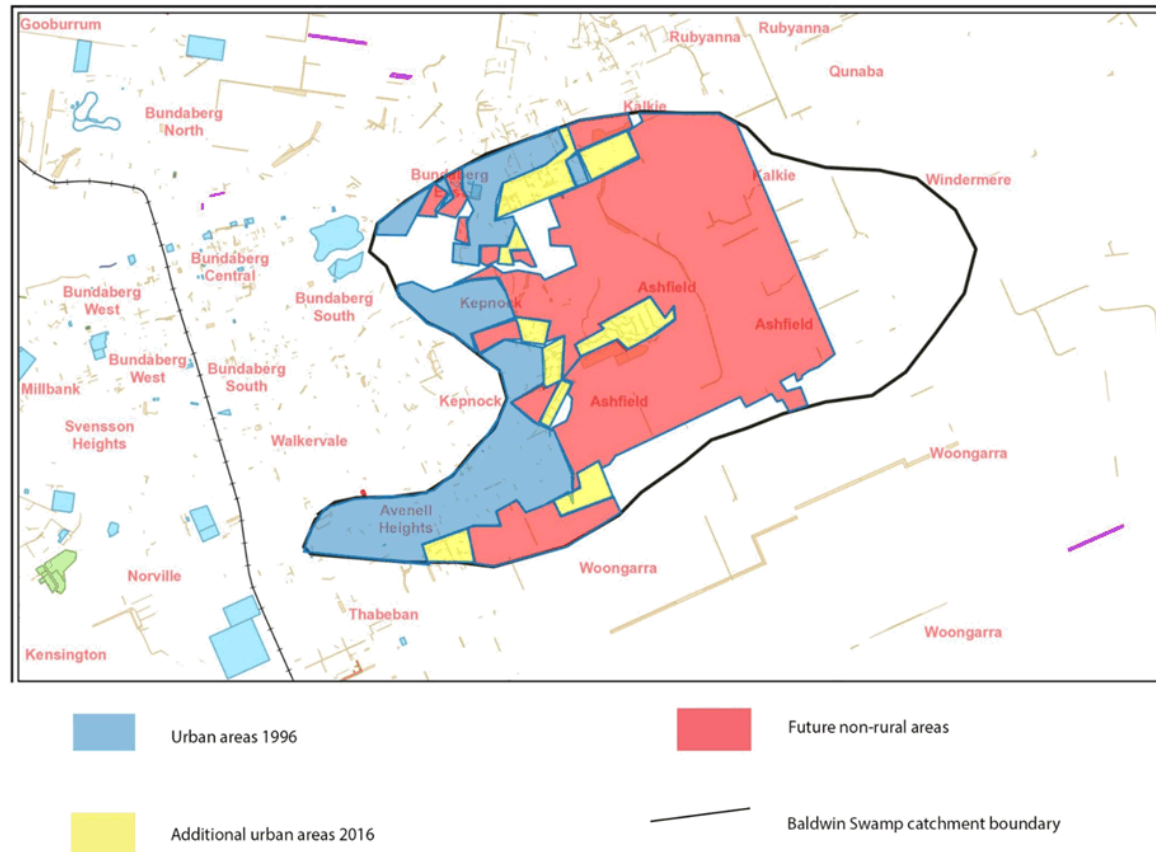 Gooburrum
Rubyanna
Rubyanna
Qunaba
Kalkie
Bundaberg
North
Bundaberg
Kalkie
Windermere
Bundaberg
Central
Bundaberg
West
Bundaberg
South
Kepnock
Ashfield
Ashfield
Bundaberg
West
Bundaberg
South
Millbank
Kepnock
Ashfield
Svensson
Heights
Walkervale
Woongarra
Avenell
Heights
Norville
Woongarra
Thabeban
Woongarra
Kensington
Urban areas 1996
Future non-rural areas
Additional urban areas 2016
Baldwin Swamp catchment boundary